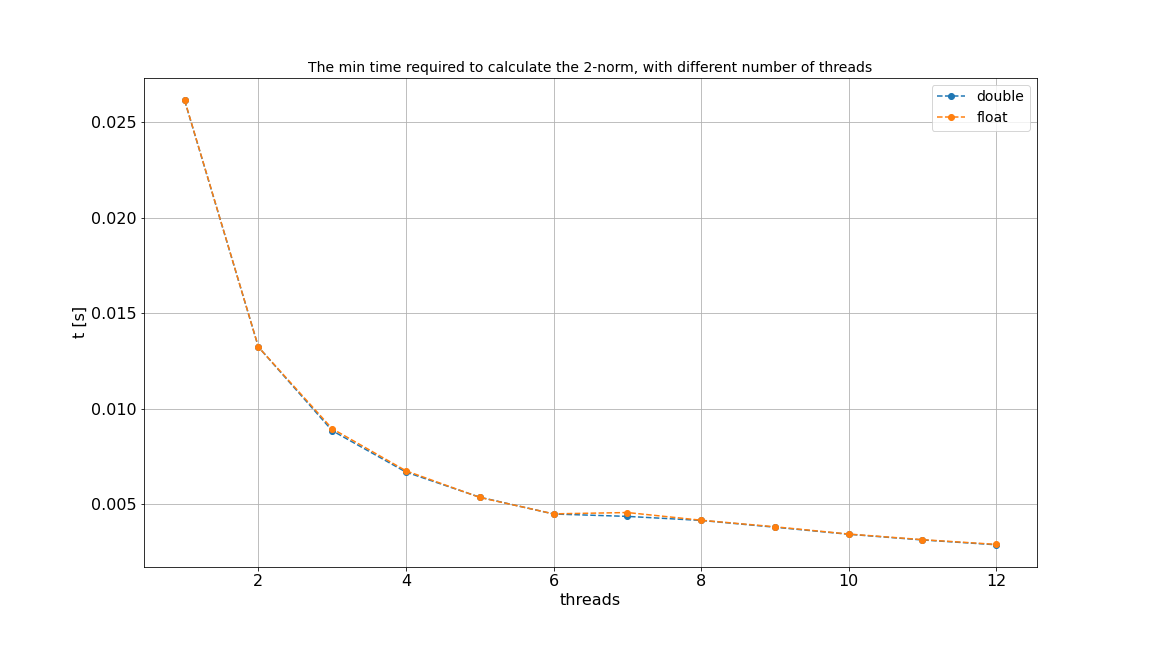 The min time required to calculate the 2-norm, with different number of threads
double
float
0.025
0.020
0.015
0.010
0.005
t [s]
2 4 6 8 10 12
threads